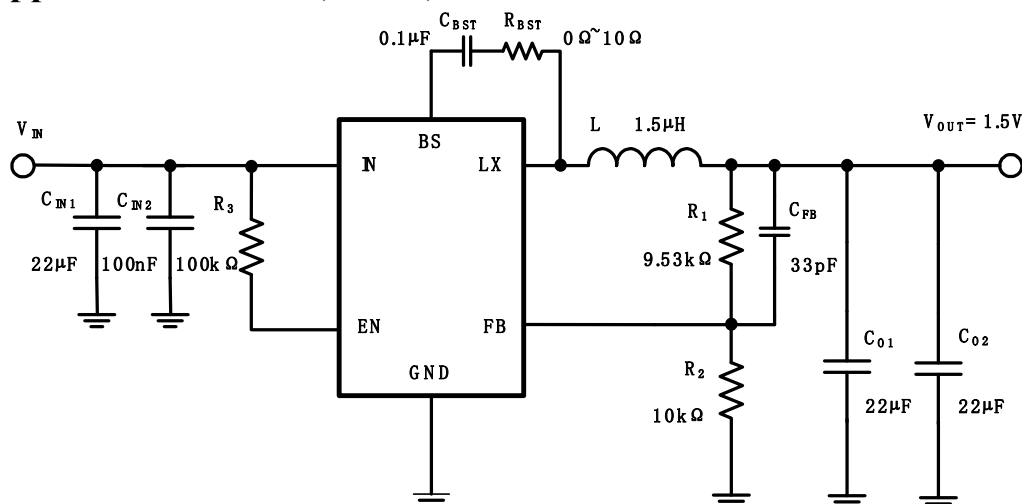 C_BST R_BST
0.1μF 0Ω~10Ω
V_IN BS L 1.5μH V_OUT= 1.5V
IN LX
C_IN1 C_IN2 R_3 R_1 C_FB
22μF 100nF 100kΩ 9.53kΩ 33pF
EN FB
C_O1 C_O2
GND R_2
10kΩ 22μF 22μF